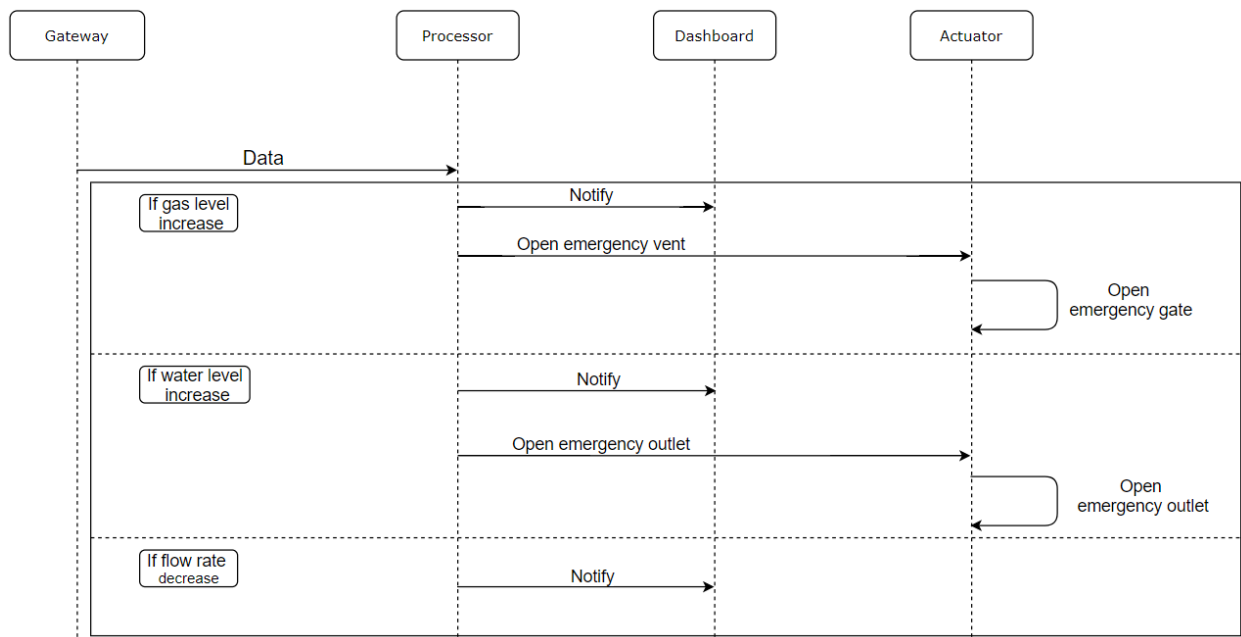 Gateway
Processor
Dashboard
Actuator
Data
If gas level
increase
Notify
Open emergency vent
Open
emergency gate
If water level
increase
Notify
Open emergency outlet
Open
emergency outlet
If flow rate
decrease
Notify